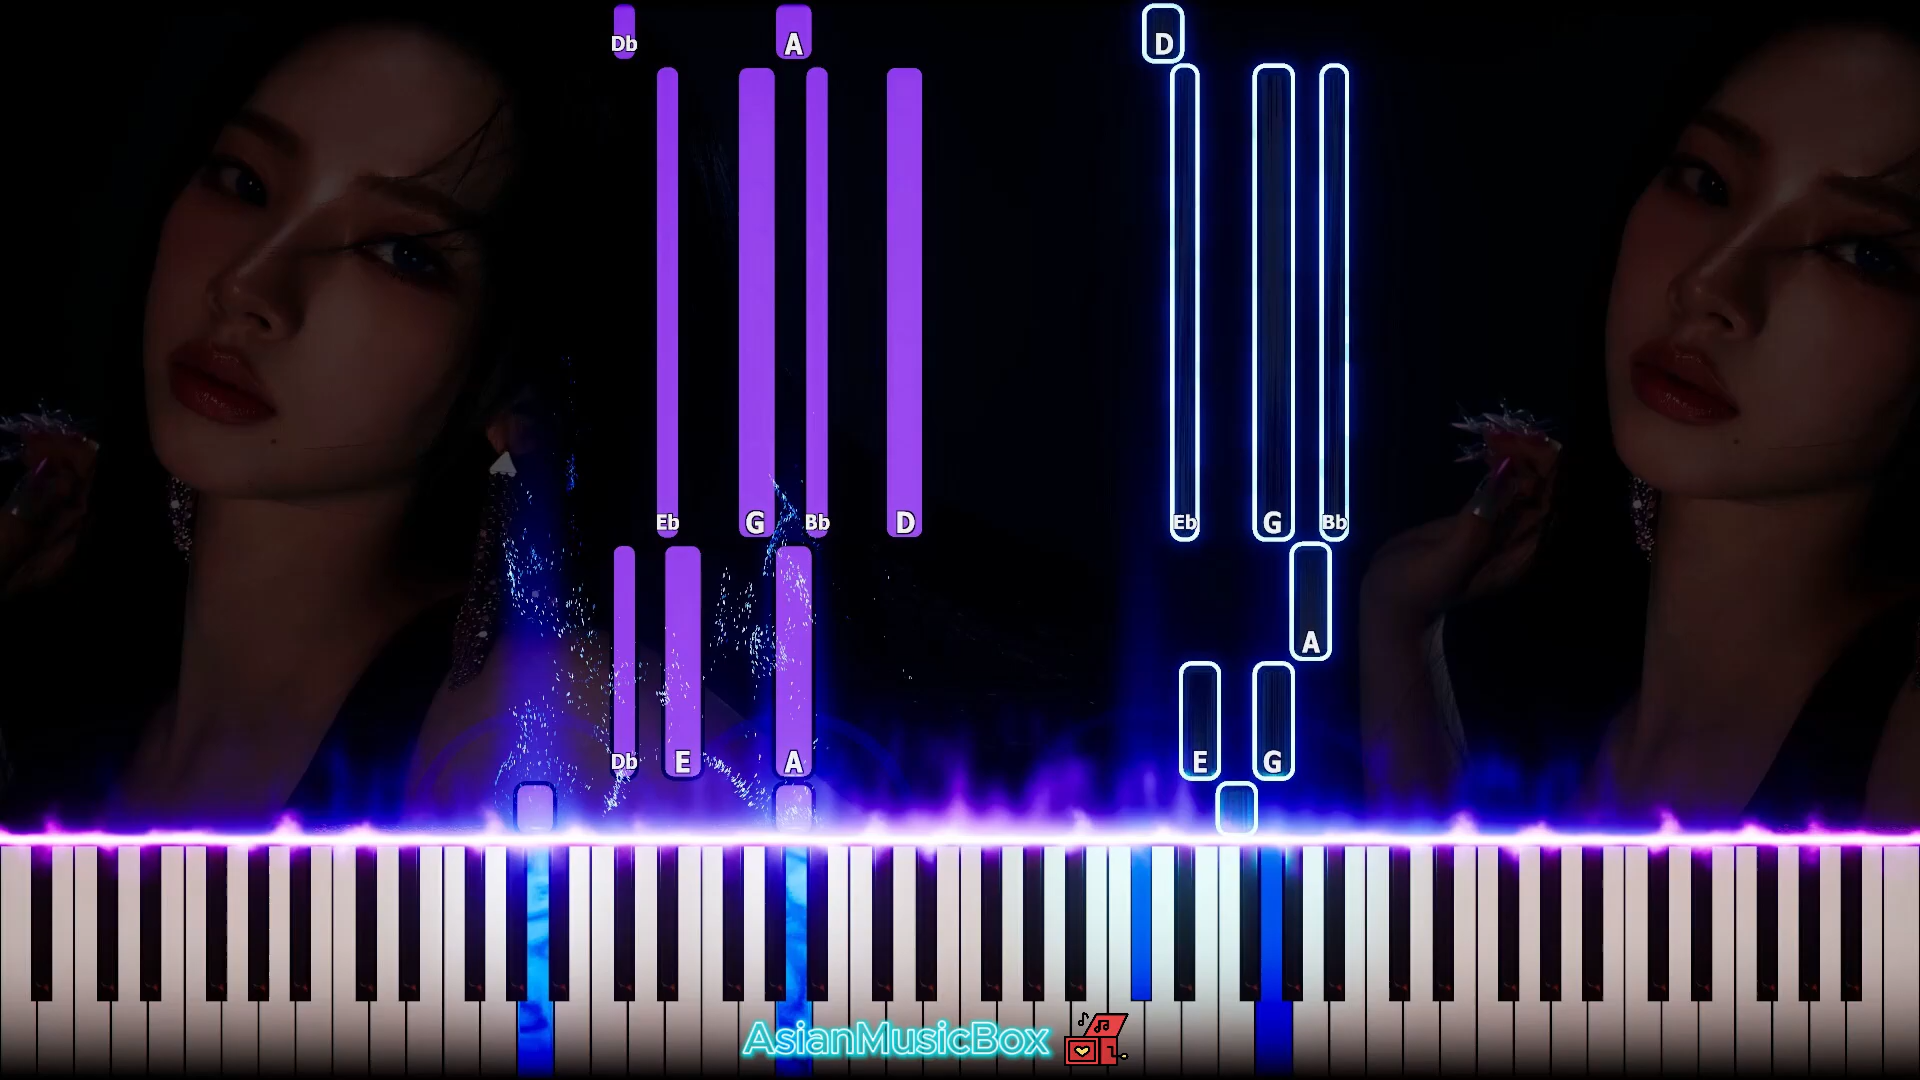 Db A D
Eb G Bb D Eb G Bb
A
Db E A E G
AsianMusicBox